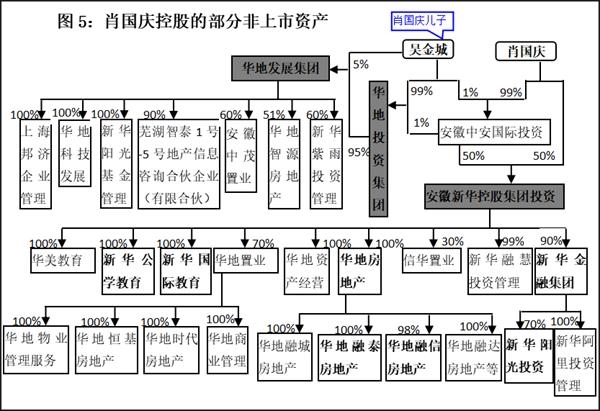 图5：肖国庆控股的部分非上市资产
肖国庆儿子
吴金城
肖国庆
华地发展集团
5%
99%
1%
99%
华地投资集团
1%
95%
安徽中安国际投资
50%
50%
安徽新华控股集团投资
100%
100%
100%
90%
60%
51%
60%
上海邦济企业管理
华地科技发展
新华阳光基金管理
芜湖智泰1号
-5号地产信息
咨询合伙企业
（有限合伙）
安徽中茂置业
华地智源房地产
新华紫雨投资管理
100%
100%
100%
70%
100%
100%
30%
99%
90%
华美教育
新华公
学教育
新华国
际教育
华地置业
华地资
产经营
华地房
地产
信华置业
新华融慧
投资管理
新华金
融集团
100%
100%
100%
100%
100%
100%
98%
100%
70%
100%
华地物业
管理服务
华地恒基
房地产
华地时代
房地产
华地商
业管理
华地融城
房地产
华地融泰
房地产
华地融信
房地产
华地融达
房地产等
新华阳
光投资
新华阿
里投资
管理